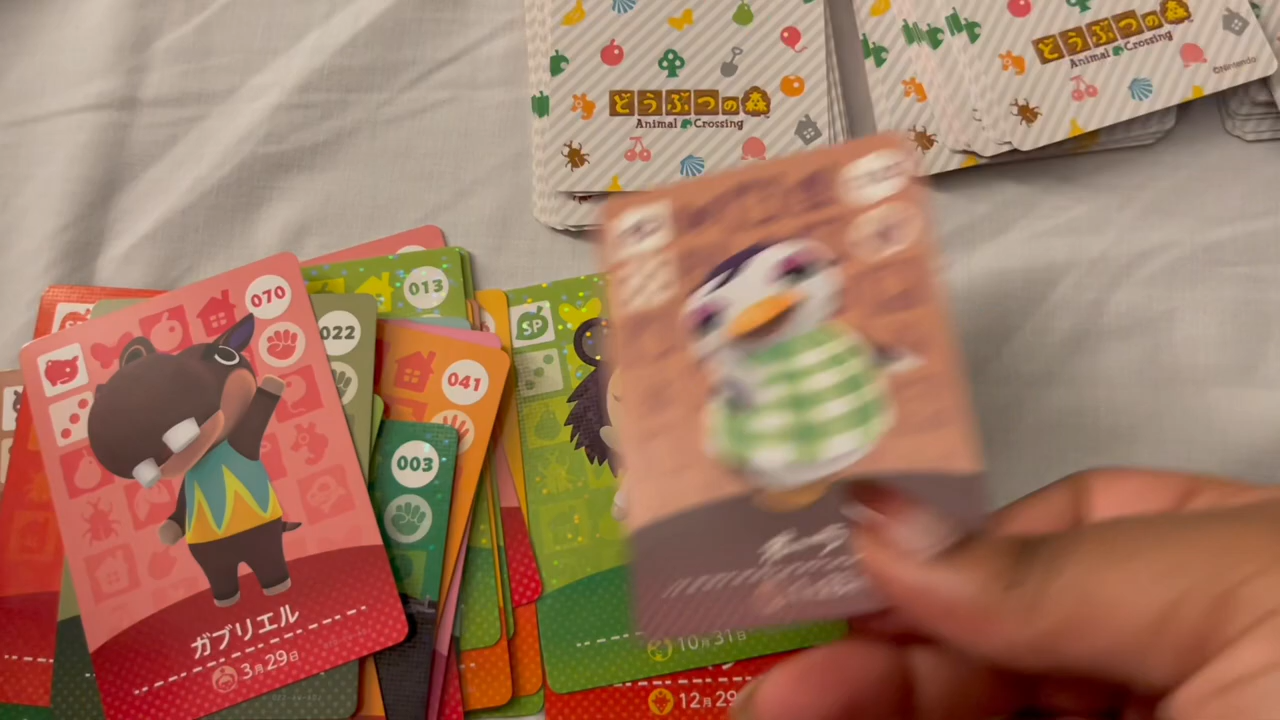 どうぶつの森
Animal Crossing
どうぶつの森
Animal Crossing
©Nintendo
070
013
022
041
003
SP
ガブリエル
3月29日
10月31日
12月29